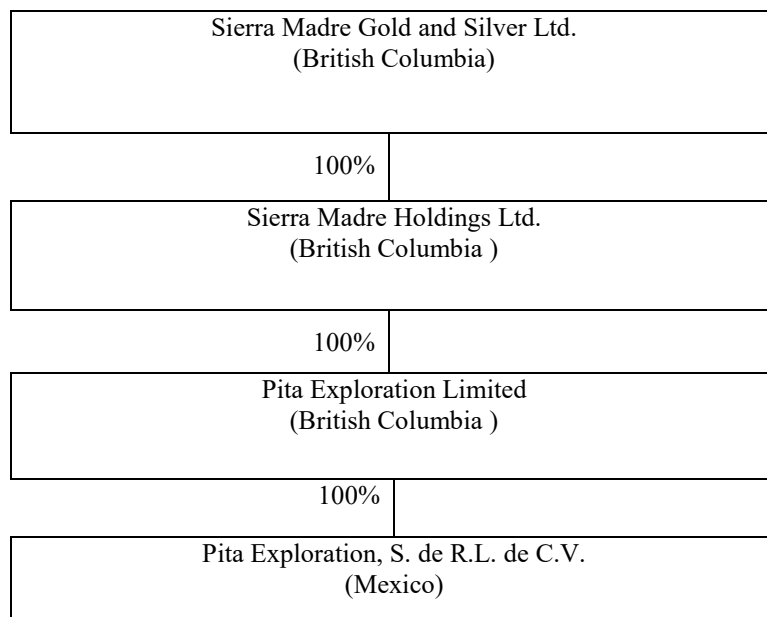 Sierra Madre Gold and Silver Ltd.
(British Columbia)
100%
Sierra Madre Holdings Ltd.
(British Columbia )
100%
Pita Exploration Limited
(British Columbia )
100%
Pita Exploration, S. de R.L. de C.V.
(Mexico)